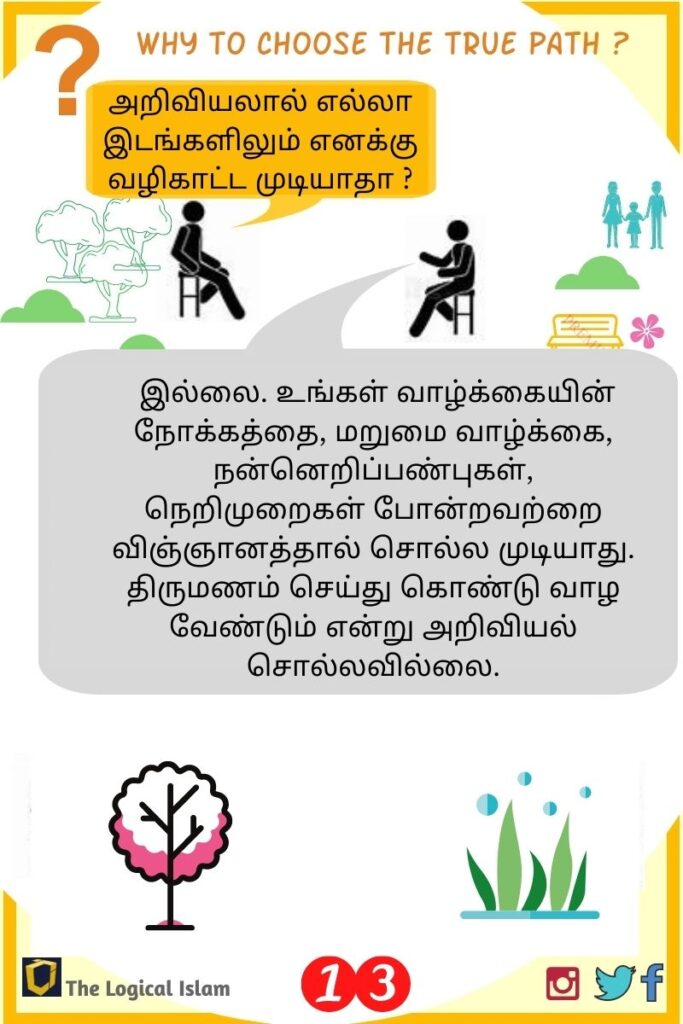 ?
WHY TO CHOOSE THE TRUE PATH ?
அறிவியலால் எல்லா
இடங்களிலும் எனக்கு
வழிகாட்ட முடியாதா ?
இல்லை. உங்கள் வாழ்க்கையின்
நோக்கத்தை, மறுமை வாழ்க்கை,
நன்னெறிப்பண்புகள்,
நெறிமுறைகள் போன்றவற்றை
விஞ்ஞானத்தால் சொல்ல முடியாது.
திருமணம் செய்து கொண்டு வாழ
வேண்டும் என்று அறிவியல்
சொல்லவில்லை.
The Logical Islam
13